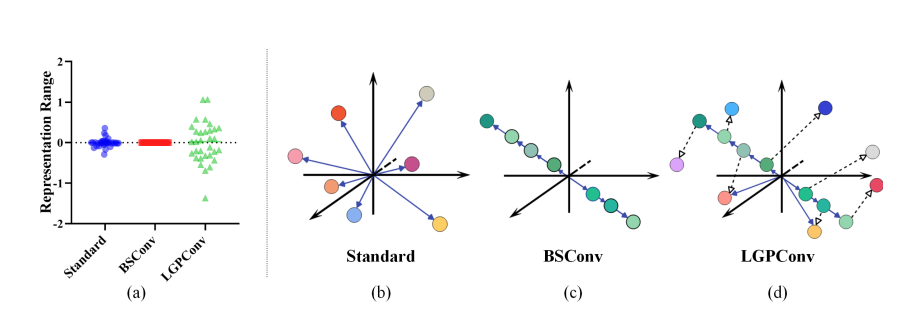 Representation Range
2
1
0
-1
-2
Standard
BSConv
LGPConv
(a)
Standard
(b)
BSConv
(c)
LGPConv
(d)